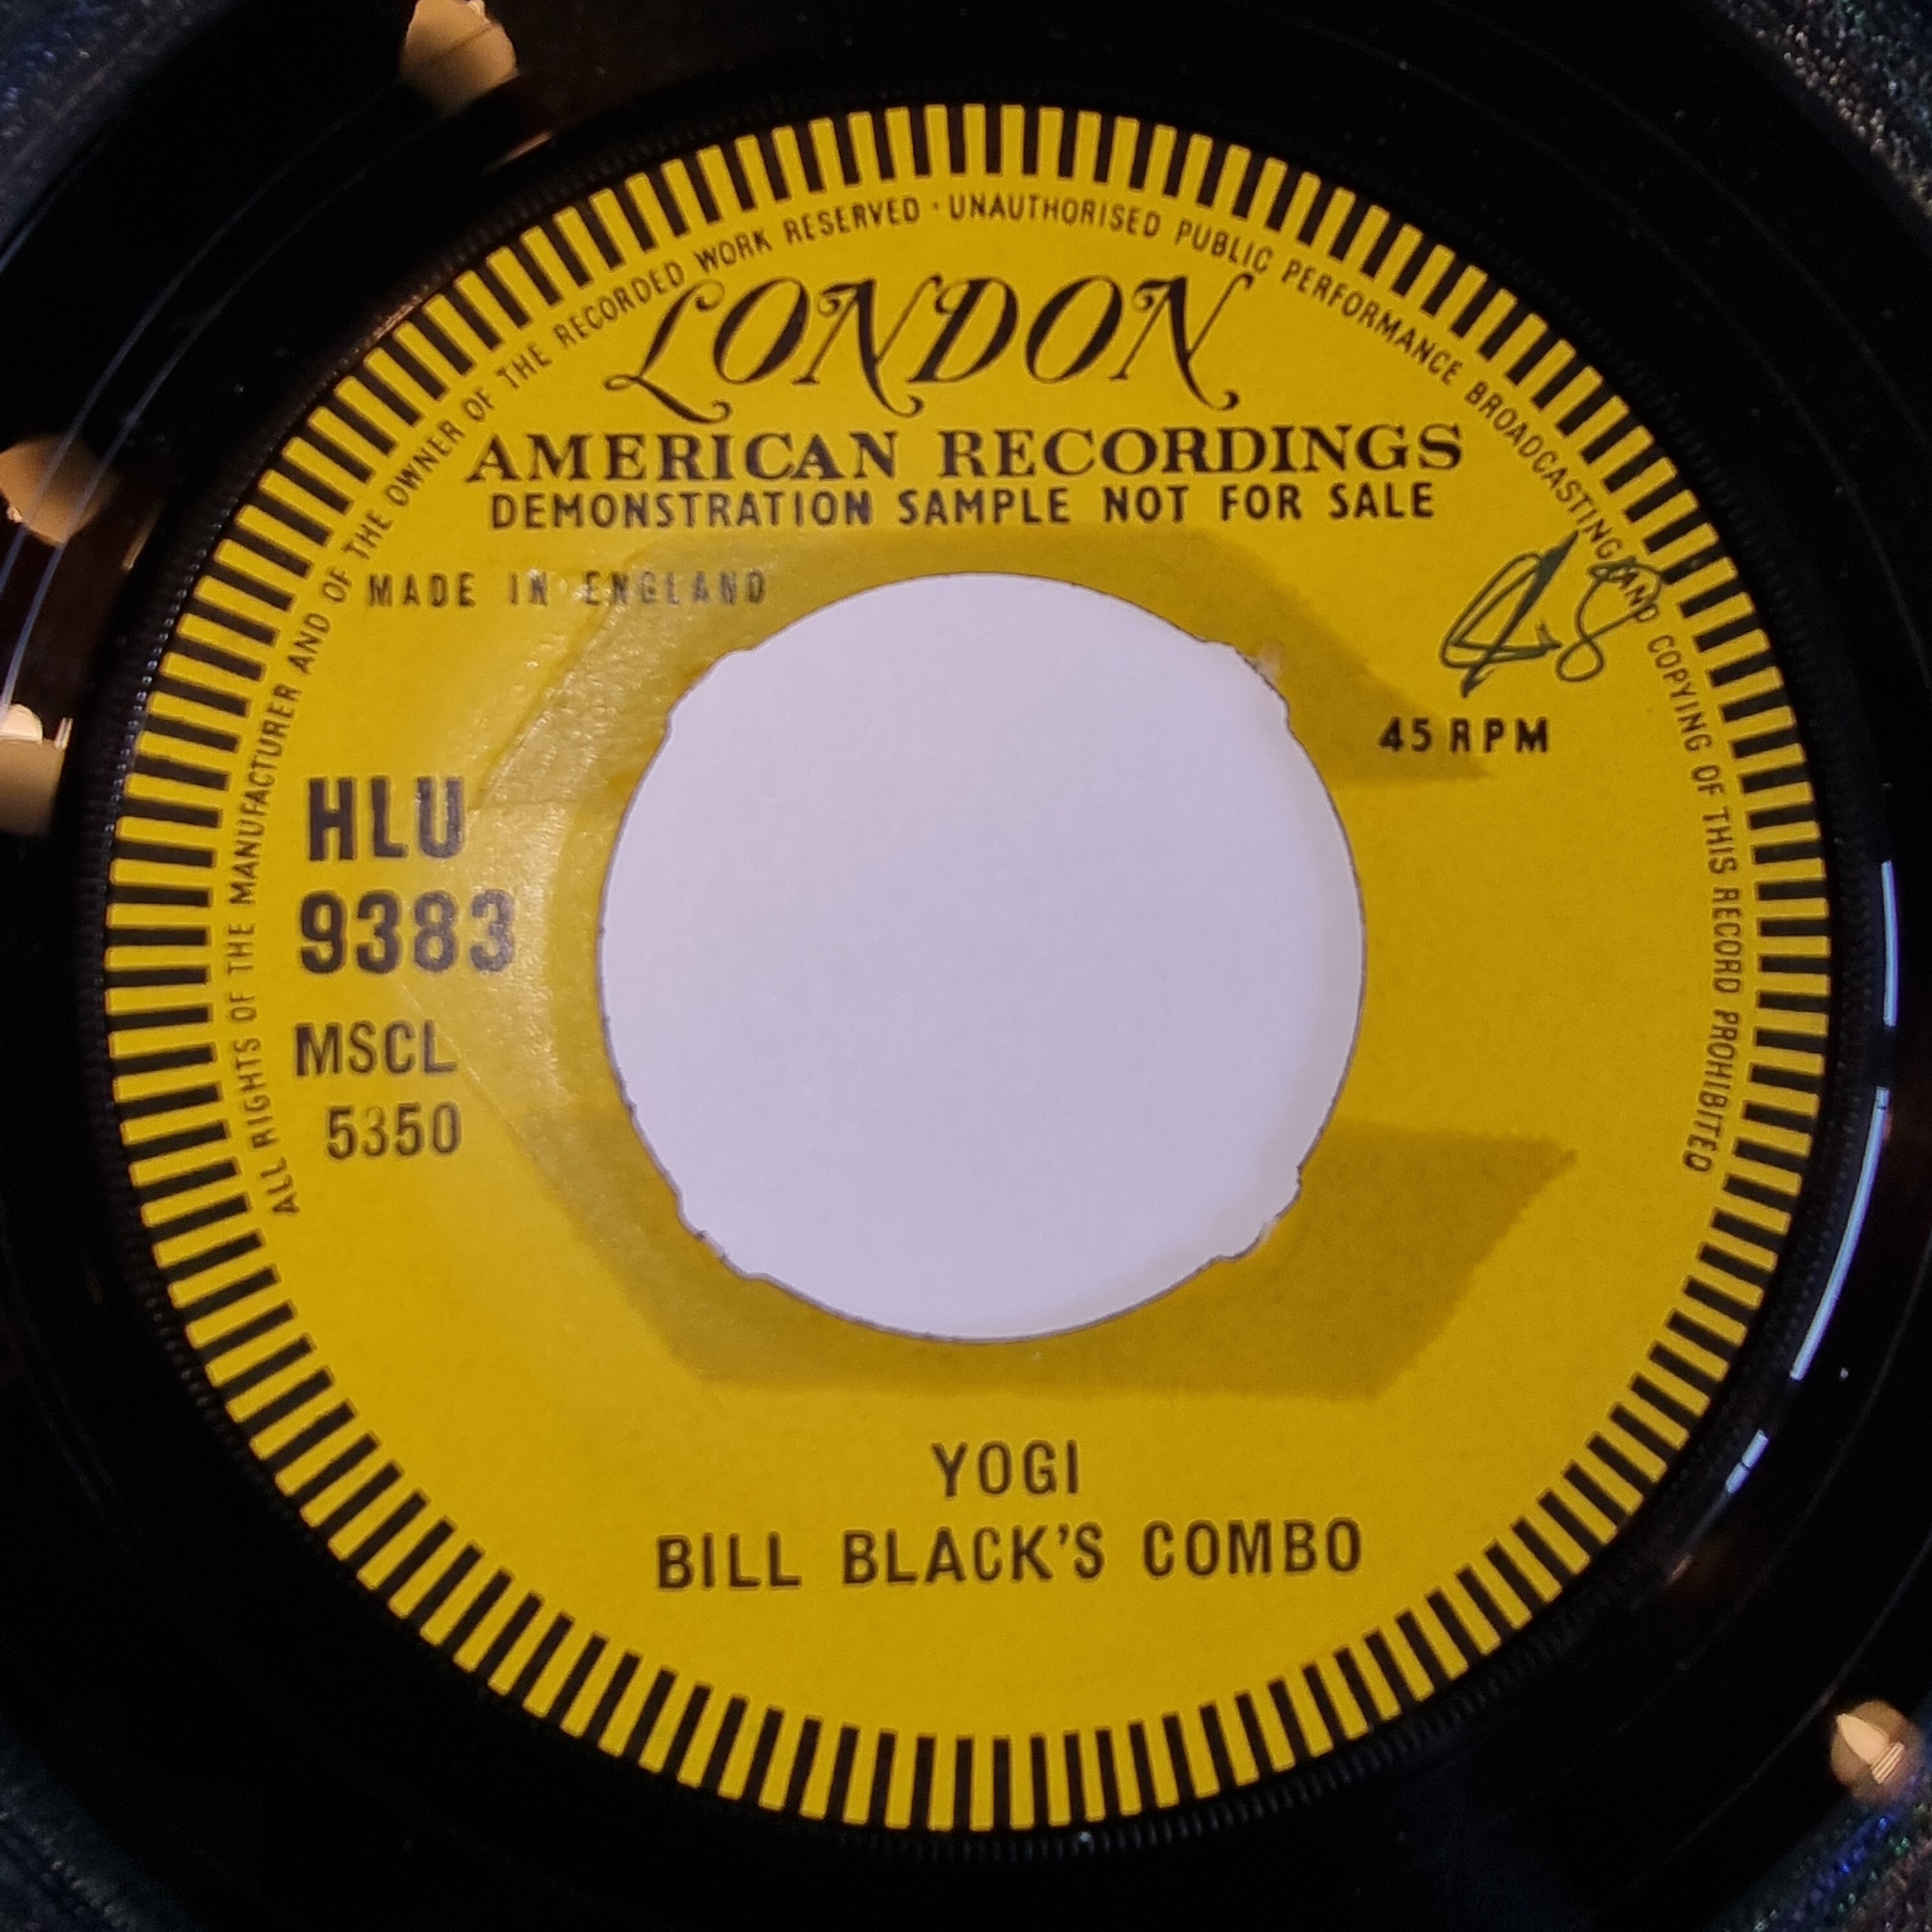 ALL RIGHTS OF THE MANUFACTURER AND OF THE OWNER OF THE RECORDED WORK RESERVED · UNAUTHORISED PUBLIC PERFORMANCE BROADCASTING AND COPYING OF THIS RECORD PROHIBITED
LONDON
AMERICAN RECORDINGS
DEMONSTRATION SAMPLE NOT FOR SALE
MADE IN ENGLAND
45 RPM
HLU
9383
MSCL
5350
YOGI
BILL BLACK'S COMBO